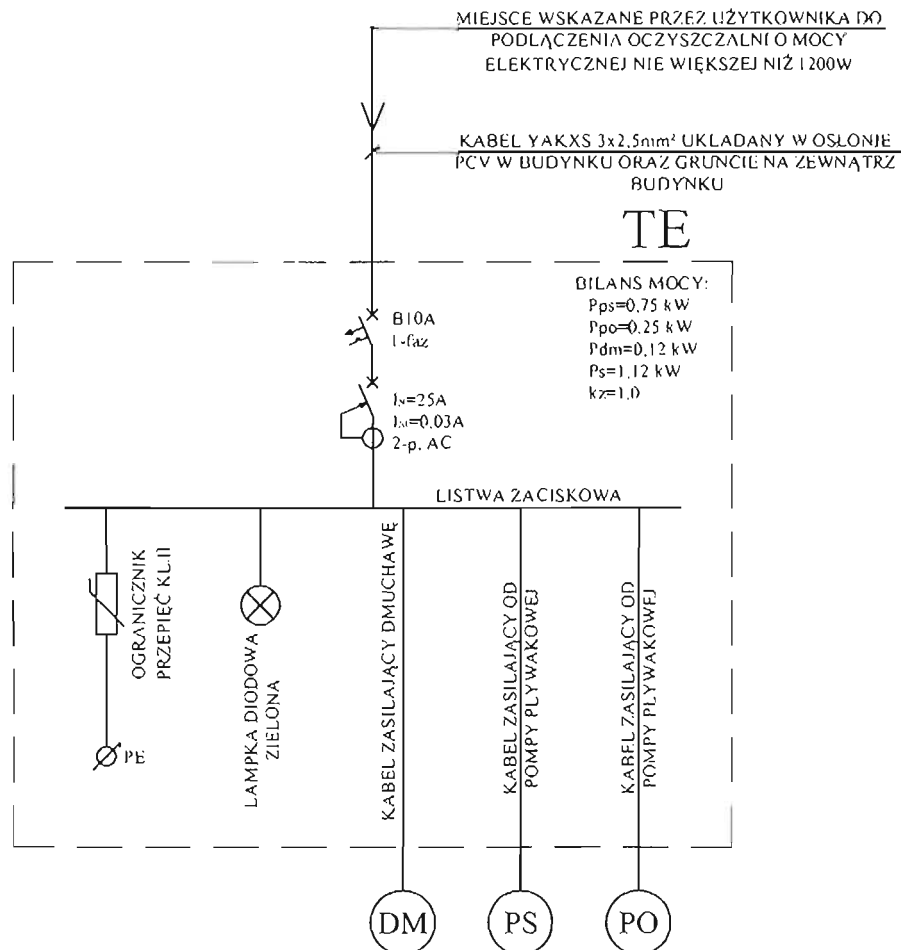 MIEJSCE WSKAZANE PRZEZ UŻYTKOWNIKA DO
PODŁĄCZENIA OCZYSZCZALNI O MOCY
ELEKTRYCZNEJ NIE WIĘKSZEJ NIŻ 1200W
KABEL YAKXS 3x2,5mm² UKŁADANY W OSŁONIE
PCV W BUDYNKU ORAZ GRUNCIE NA ZEWNĄTRZ
BUDYNKU
TE
BILANS MOCY:
Pps=0,75 kW
Ppo=0,25 kW
Pdm=0,12 kW
Ps=1,12 kW
kz=1,0
B10A
1-faz
=25A
=0,03A
2-p, AC
LISTWA ZACISKOWA
OGRANICZNIK
PRZEPIĘĆ KL.II
PE
LAMPKA DIODOWA
ZIELONA
KABEL ZASILAJĄCY DMUCHAWĘ
KABEL ZASILAJĄCY OD
POMPY PŁYWAKOWEJ
KABEL ZASILAJĄCY OD
POMPY PŁYWAKOWEJ
DM
PS
PO